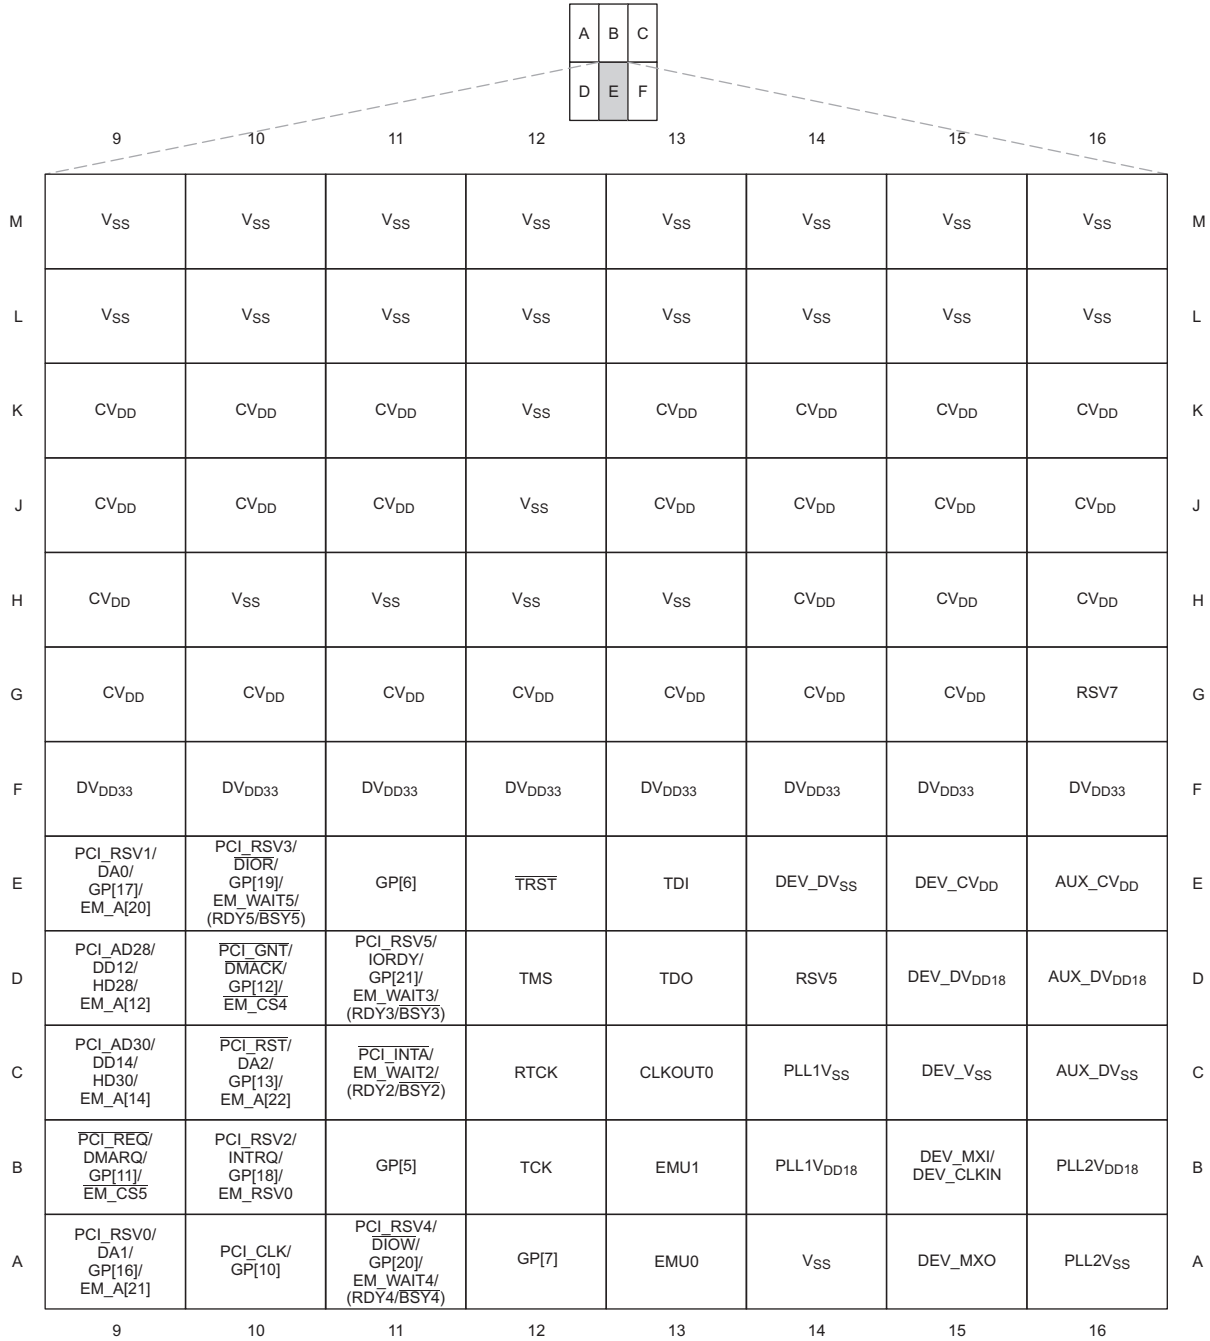 A B C
D E F
9 10 11 12 13 14 15 16
M VSS VSS VSS VSS VSS VSS VSS VSS M
L VSS VSS VSS VSS VSS VSS VSS VSS L
K CVDD CVDD CVDD VSS CVDD CVDD CVDD CVDD K
J CVDD CVDD CVDD VSS CVDD CVDD CVDD CVDD J
H CVDD VSS VSS VSS VSS CVDD CVDD CVDD H
G CVDD CVDD CVDD CVDD CVDD CVDD CVDD RSV7 G
F DVDD33 DVDD33 DVDD33 DVDD33 DVDD33 DVDD33 DVDD33 DVDD33 F
E
PCI_RSV1/
DA0/
GP[17]/
EM_A[20]
PCI_RSV3/
DIOR/
GP[19]/
EM_WAIT5/
(RDY5/BSY5)
GP[6]
TRST
TDI
DEV_DVSS
DEV_CVDD
AUX_CVDD
E
D
PCI_AD28/
DD12/
HD28/
EM_A[12]
PCI_GNT/
DMACK/
GP[12]/
EM_CS4
PCI_RSV5/
IORDY/
GP[21]/
EM_WAIT3/
(RDY3/BSY3)
TMS
TDO
RSV5
DEV_DVDD18
AUX_DVDD18
D
C
PCI_AD30/
DD14/
HD30/
EM_A[14]
PCI_RST/
DA2/
GP[13]/
EM_A[22]
PCI_INTA/
EM_WAIT2/
(RDY2/BSY2)
RTCK
CLKOUT0
PLL1VSS
DEV_VSS
AUX_DVSS
C
B
PCI_REQ/
DMARQ/
GP[11]/
EM_CS5
PCI_RSV2/
INTRQ/
GP[18]/
EM_RSV0
GP[5]
TCK
EMU1
PLL1VDD18
DEV_MXI/
DEV_CLKIN
PLL2VDD18
B
A
PCI_RSV0/
DA1/
GP[16]/
EM_A[21]
PCI_CLK/
GP[10]
PCI_RSV4/
DIOW/
GP[20]/
EM_WAIT4/
(RDY4/BSY4)
GP[7]
EMU0
VSS
DEV_MXO
PLL2VSS
A
9 10 11 12 13 14 15 16